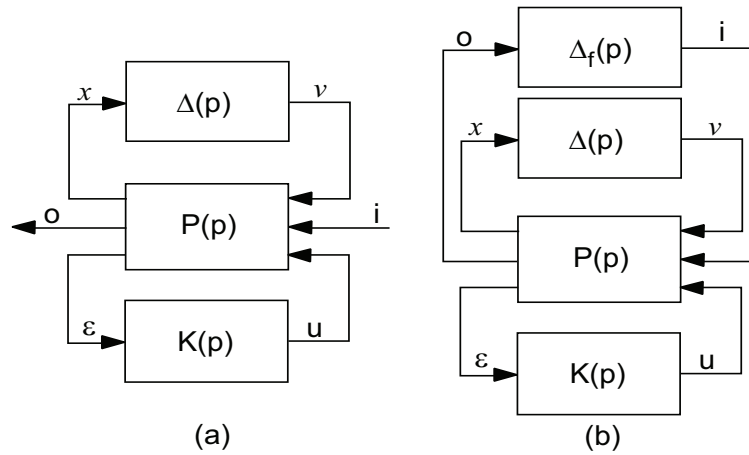 x
Δ(p)
v
o
P(p)
i
ε
K(p)
u
(a)
o
Δf(p)
i
x
Δ(p)
v
P(p)
ε
K(p)
u
(b)